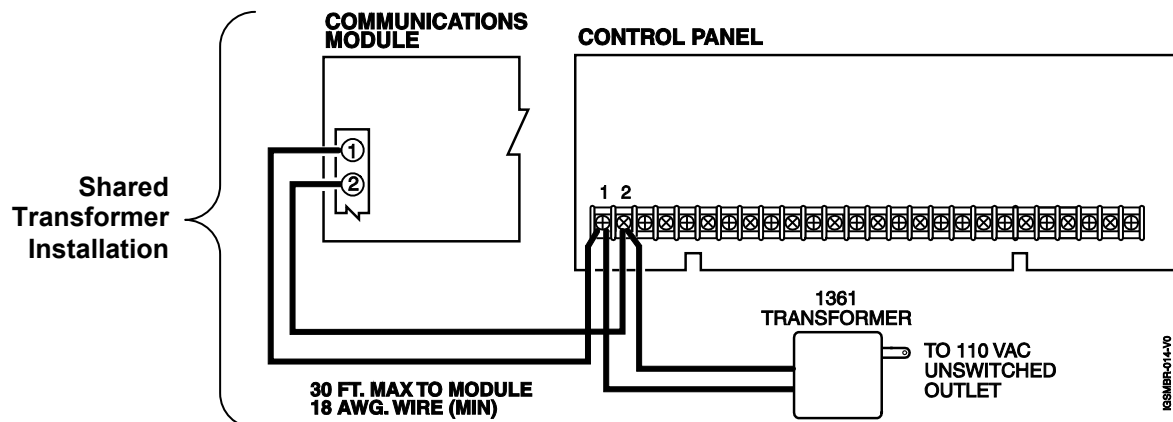 COMMUNICATIONS
MODULE
CONTROL PANEL
1
2
Shared
Transformer
Installation
1 2
1361
TRANSFORMER
TO 110 VAC
UNSWITCHED
OUTLET
30 FT. MAX TO MODULE
18 AWG. WIRE (MIN)
IGSMBR-014-V0